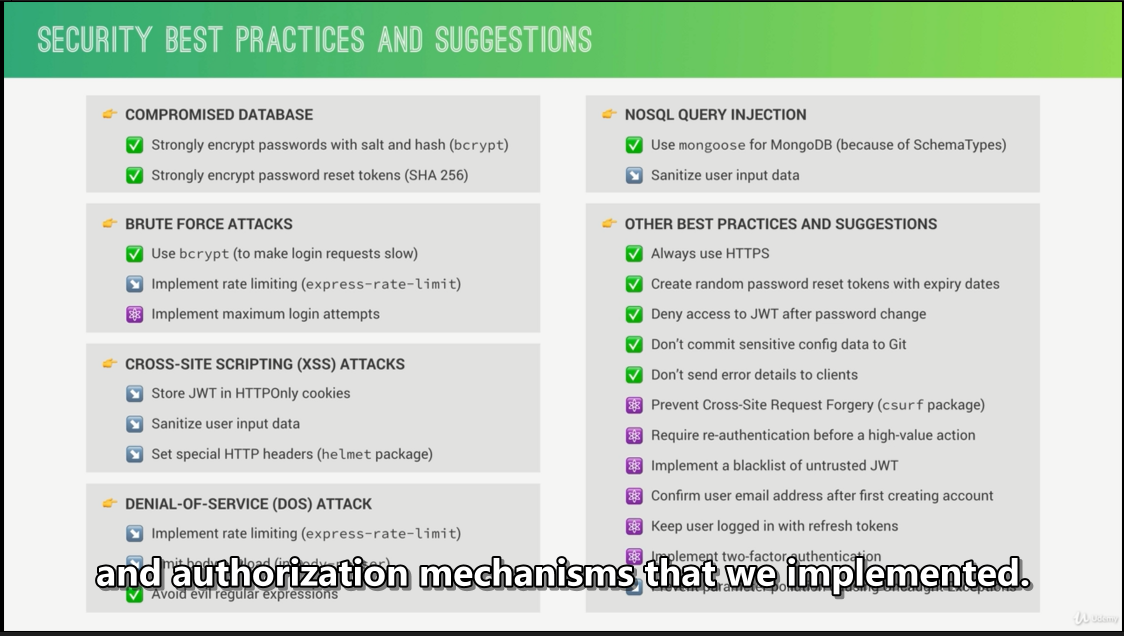 SECURITY BEST PRACTICES AND SUGGESTIONS
COMPROMISED DATABASE
Strongly encrypt passwords with salt and hash (bcrypt)
Strongly encrypt password reset tokens (SHA 256)
BRUTE FORCE ATTACKS
Use bcrypt (to make login requests slow)
Implement rate limiting (express-rate-limit)
Implement maximum login attempts
CROSS-SITE SCRIPTING (XSS) ATTACKS
Store JWT in HTTPOnly cookies
Sanitize user input data
Set special HTTP headers (helmet package)
DENIAL-OF-SERVICE (DOS) ATTACK
Implement rate limiting (express-rate-limit)
Avoid evil regular expressions
NOSQL QUERY INJECTION
Use mongoose for MongoDB (because of SchemaTypes)
Sanitize user input data
OTHER BEST PRACTICES AND SUGGESTIONS
Always use HTTPS
Create random password reset tokens with expiry dates
Deny access to JWT after password change
Don't commit sensitive config data to Git
Don't send error details to clients
Prevent Cross-Site Request Forgery (csurf package)
Require re-authentication before a high-value action
Implement a blacklist of untrusted JWT
Confirm user email address after first creating account
Keep user logged in with refresh tokens
Implement two-factor authentication
Prevent parameter pollution causing Uncaught Exceptions
and authorization mechanisms that we implemented.
Udemy